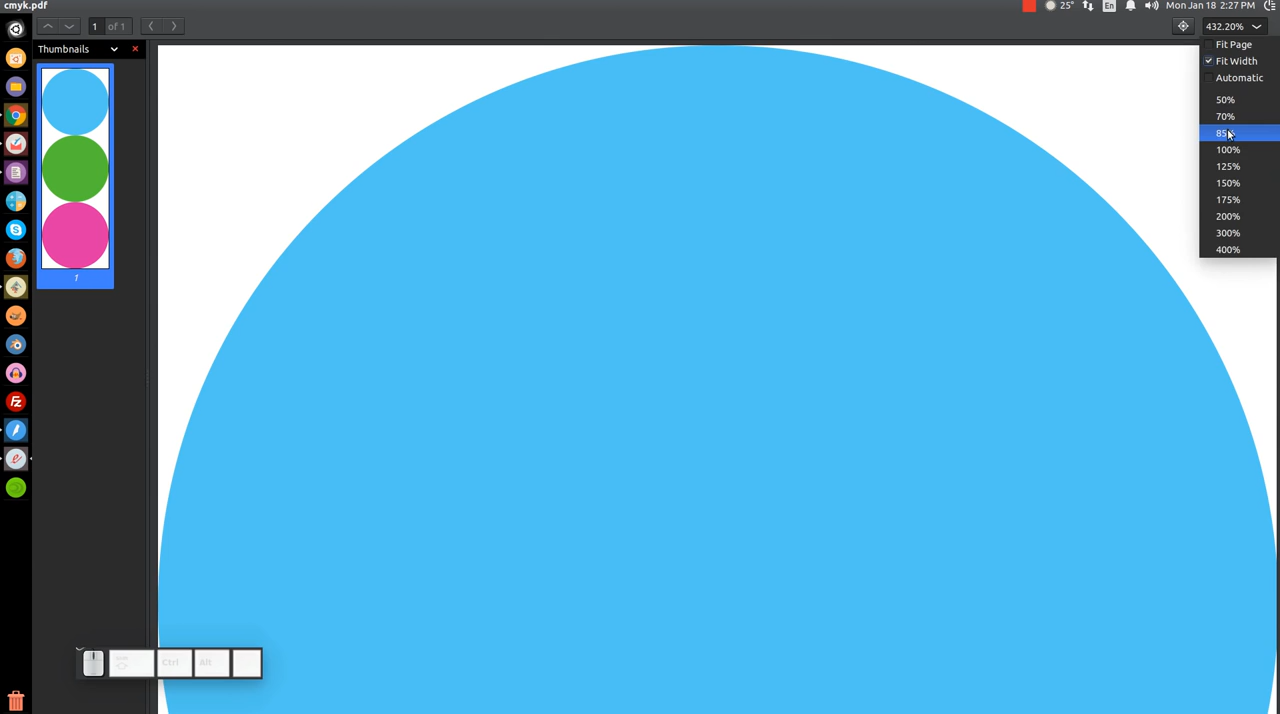 cmyk.pdf
25° En Mon Jan 18 2:27 PM
1 of 1
432.20%
Thumbnails
Fit Page
Fit Width
Automatic
50%
70%
85%
100%
125%
150%
175%
200%
300%
400%
1
Ctrl Alt